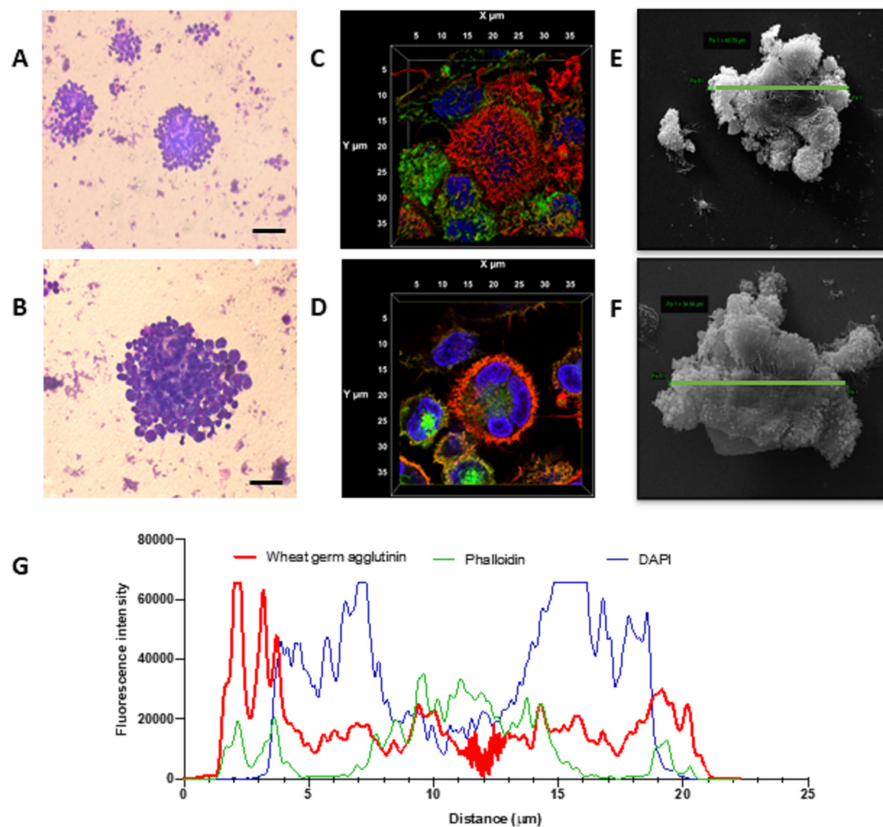 A
B
C
X µm
5 10 15 20 25 30 35
5
10
15
Y µm
20
25
30
35
D
X µm
5 10 15 20 25 30 35
5
10
15
Y µm
20
25
30
35
E
F
G
Wheat germ agglutinin Phalloidin DAPI
80000
60000
40000
20000
0
Fluorescence intensity
0 5 10 15 20 25
Distance (µm)